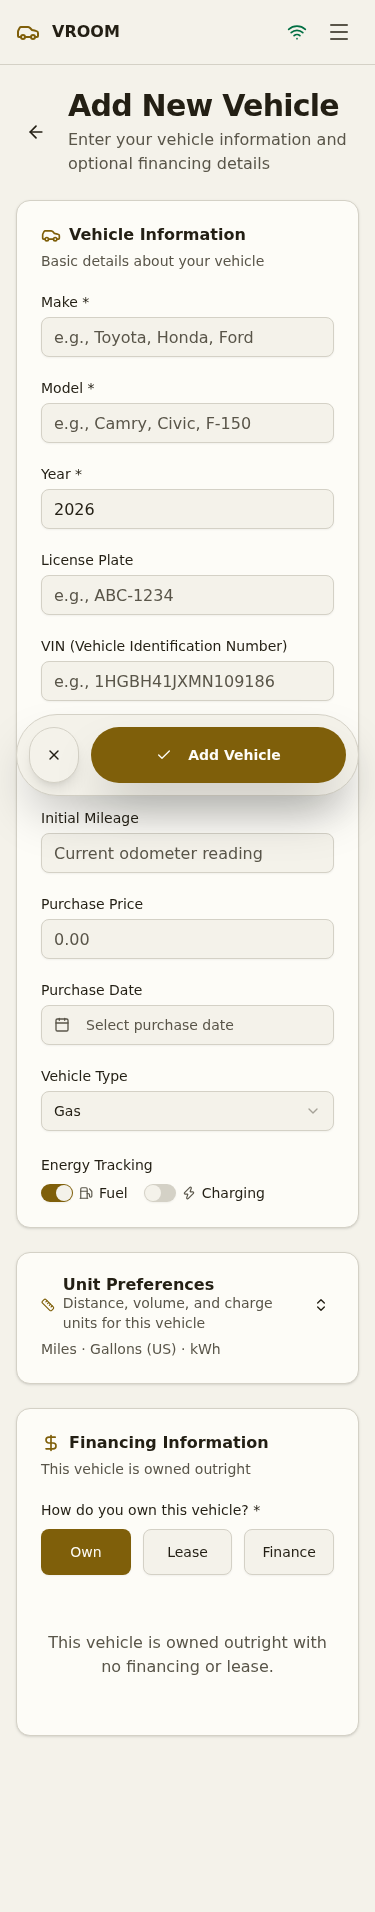 VROOM
Add New Vehicle
Enter your vehicle information and
optional financing details
Vehicle Information
Basic details about your vehicle
Make *
e.g., Toyota, Honda, Ford
Model *
e.g., Camry, Civic, F-150
Year *
2026
License Plate
e.g., ABC-1234
VIN (Vehicle Identification Number)
e.g., 1HGBH41JXMN109186
Add Vehicle
Initial Mileage
Current odometer reading
Purchase Price
0.00
Purchase Date
Select purchase date
Vehicle Type
Gas
Energy Tracking
Fuel Charging
Unit Preferences
Distance, volume, and charge
units for this vehicle
Miles · Gallons (US) · kWh
Financing Information
This vehicle is owned outright
How do you own this vehicle? *
Own Lease Finance
This vehicle is owned outright with
no financing or lease.